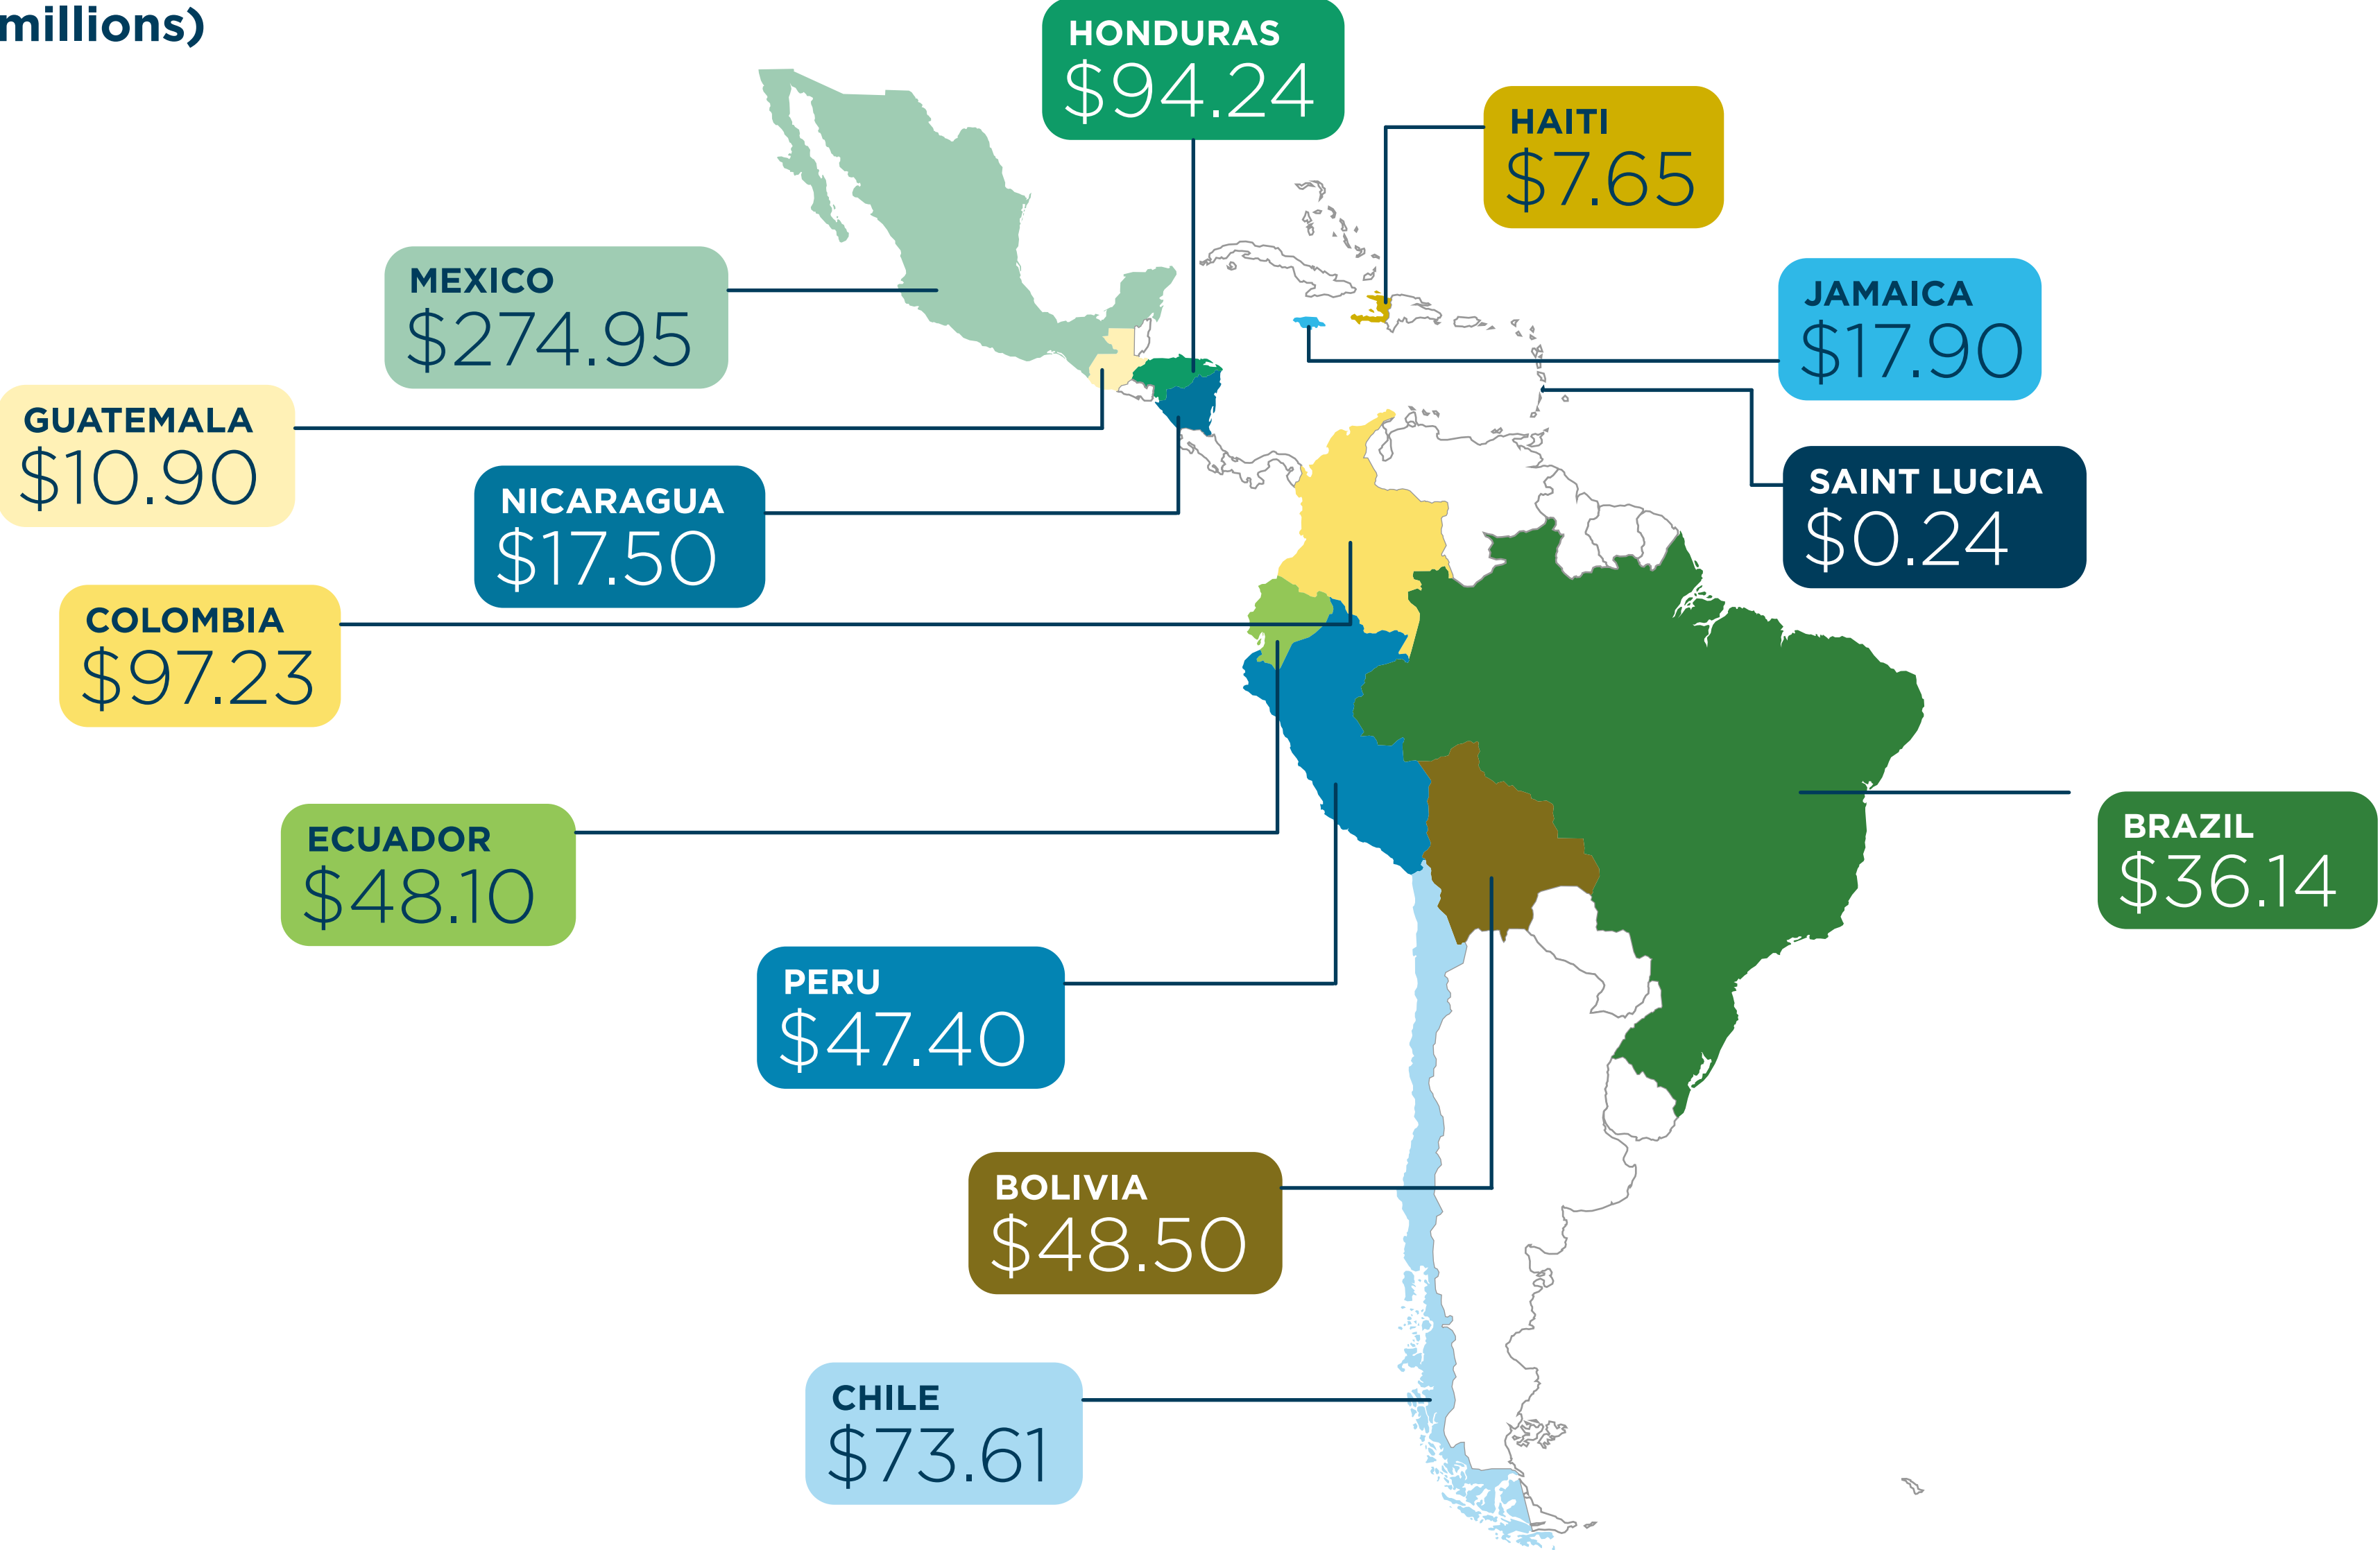 millions)
HONDURAS
$94.24
HAITI
$7.65
MEXICO
$274.95
JAMAICA
$17.90
GUATEMALA
$10.90
NICARAGUA
$17.50
SAINT LUCIA
$0.24
COLOMBIA
$97.23
ECUADOR
$48.10
BRAZIL
$36.14
PERU
$47.40
BOLIVIA
$48.50
CHILE
$73.61